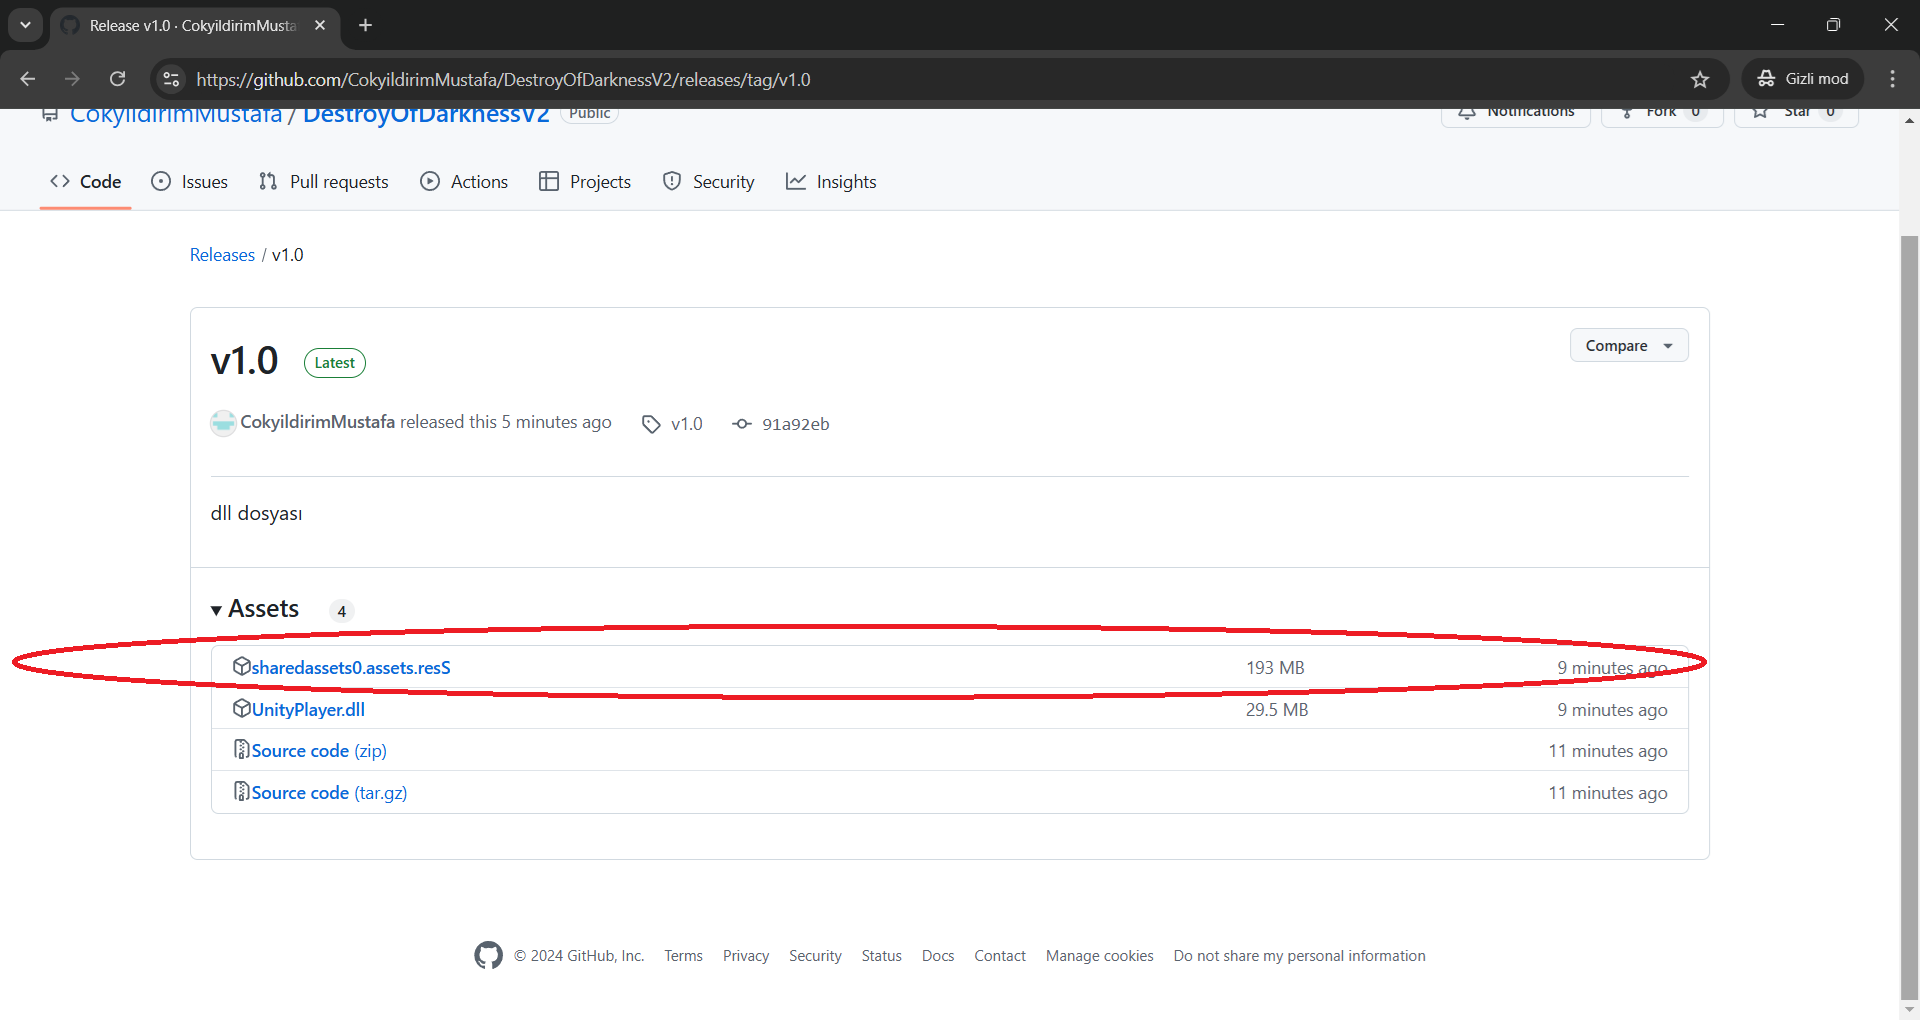 Release v1.0 · CokyildirimMusta
https://github.com/CokyildirimMustafa/DestroyOfDarknessV2/releases/tag/v1.0
Gizli mod
CokyildirimMustafa / DestroyOfDarknessV2 Public
Notifications Fork 0 Star 0
Code Issues Pull requests Actions Projects Security Insights
Releases / v1.0
v1.0 Latest
Compare
CokyildirimMustafa released this 5 minutes ago v1.0 91a92eb
dll dosyası
Assets 4
sharedassets0.assets.resS 193 MB 9 minutes ago
UnityPlayer.dll 29.5 MB 9 minutes ago
Source code (zip) 11 minutes ago
Source code (tar.gz) 11 minutes ago
© 2024 GitHub, Inc. Terms Privacy Security Status Docs Contact Manage cookies Do not share my personal information